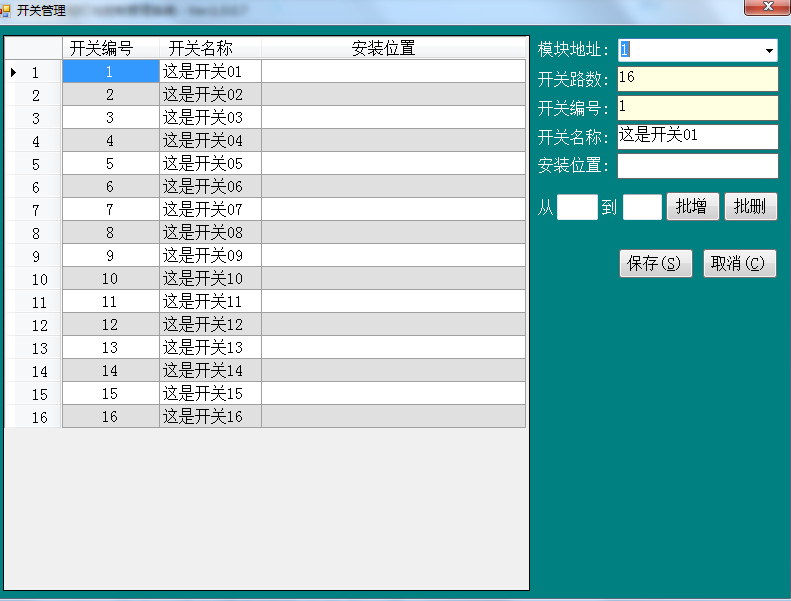 开关管理
开关编号 开关名称 安装位置
1 1 这是开关01
2 2 这是开关02
3 3 这是开关03
4 4 这是开关04
5 5 这是开关05
6 6 这是开关06
7 7 这是开关07
8 8 这是开关08
9 9 这是开关09
10 10 这是开关10
11 11 这是开关11
12 12 这是开关12
13 13 这是开关13
14 14 这是开关14
15 15 这是开关15
16 16 这是开关16
模块地址: 1
开关路数: 16
开关编号: 1
开关名称: 这是开关01
安装位置:
从 到 批增 批删
保存(S) 取消(C)